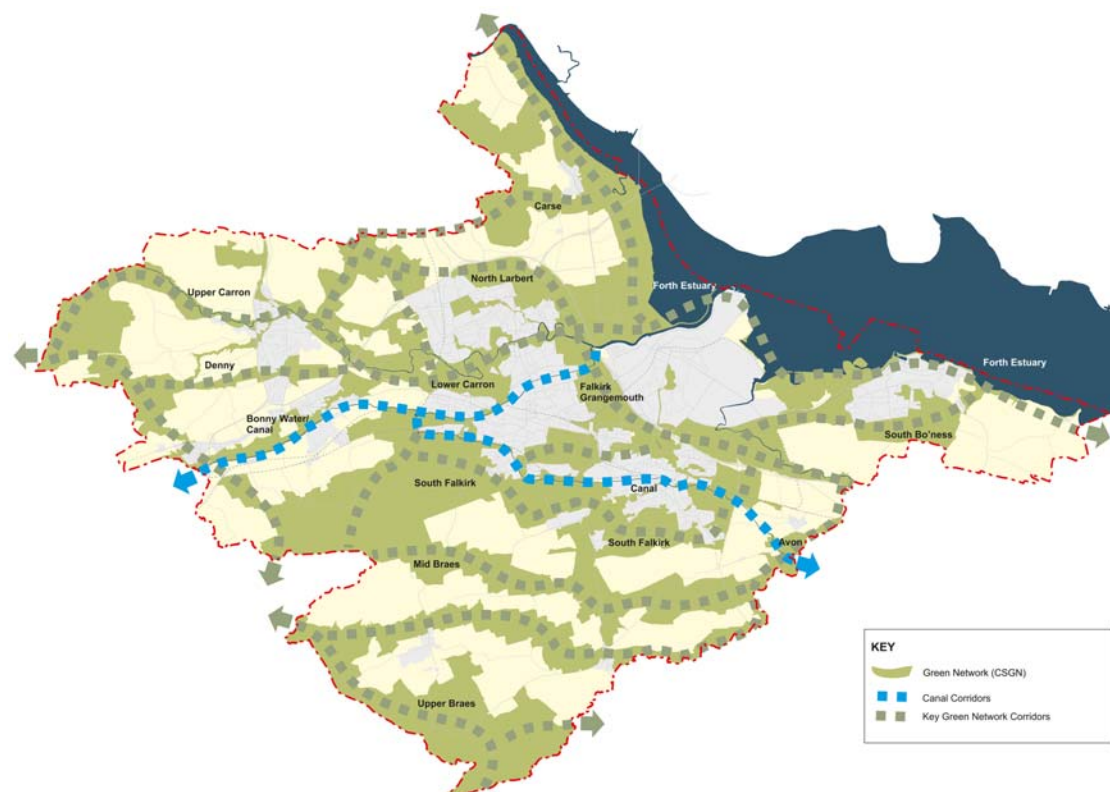 Carse
North Larbert
Forth Estuary
Upper Carron
Forth Estuary
Denny
Lower Carron
Falkirk
Grangemouth
Bonny Water/
Canal
South Bo'ness
South Falkirk
Canal
South Falkirk
Avon
Mid Braes
Upper Braes
KEY
Green Network (CSGN)
Canal Corridors
Key Green Network Corridors